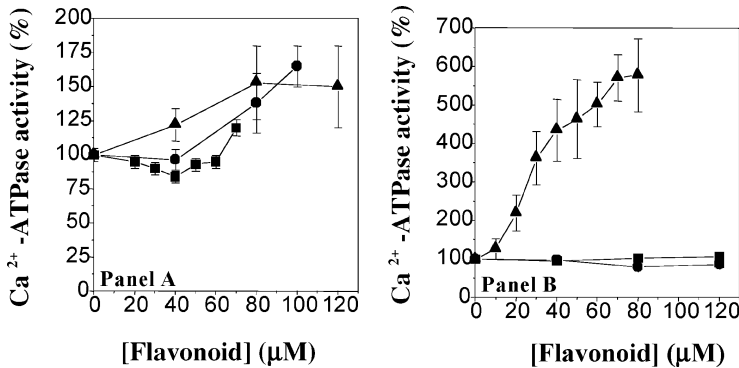 Ca 2+ -ATPase activity (%)
200
175
150
125
100
75
50
25
0
Panel A
0 20 40 60 80 100 120
[Flavonoid] (µM)
Ca 2+ -ATPase activity (%)
700
600
500
400
300
200
100
0
Panel B
0 20 40 60 80 100 120
[Flavonoid] (µM)